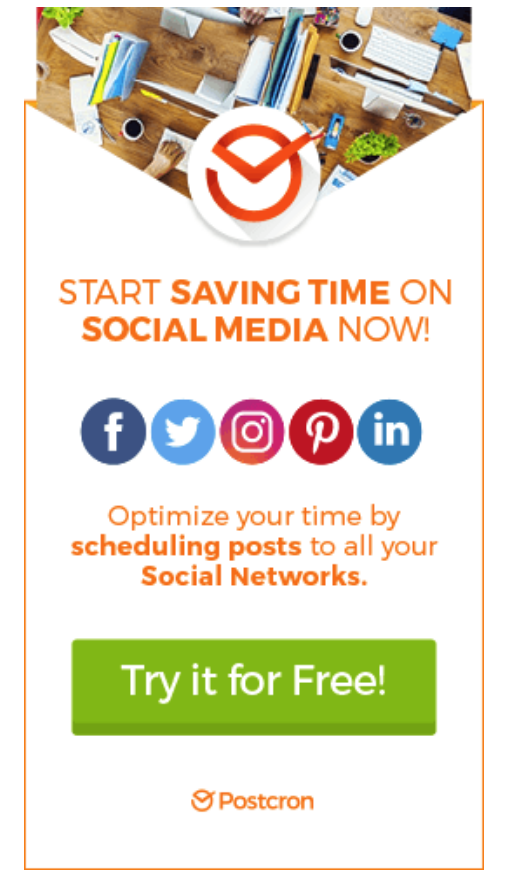 START SAVING TIME ON
SOCIAL MEDIA NOW!
f in
Optimize your time by
scheduling posts to all your
Social Networks.
Try it for Free!
Postcron